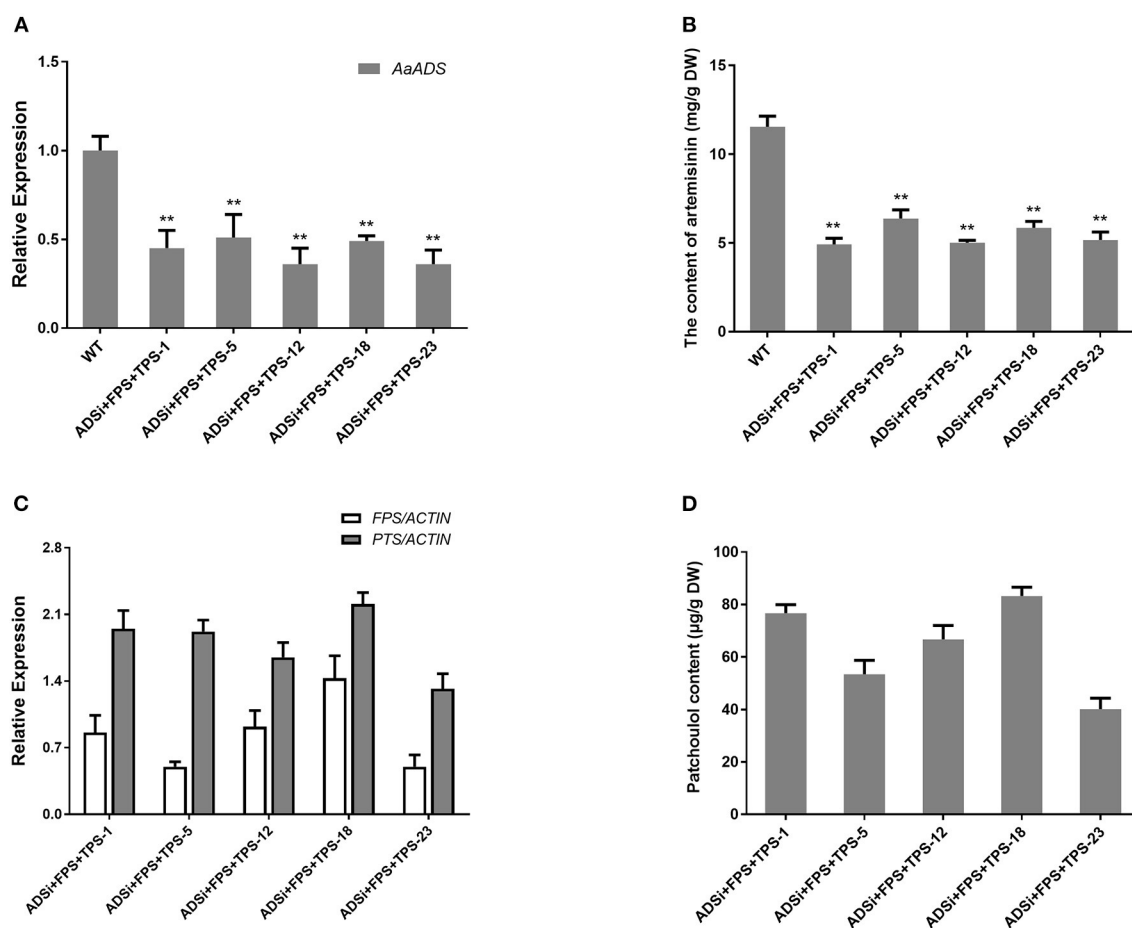 A
Relative Expression
1.5
1.0
0.5
0.0
AaADS
**
**
**
**
**
WT
ADSi+FPS+TPS-1
ADSi+FPS+TPS-5
ADSi+FPS+TPS-12
ADSi+FPS+TPS-18
ADSi+FPS+TPS-23
B
The content of artemisinin (mg/g DW)
15
10
5
0
**
**
**
**
**
WT
ADSi+FPS+TPS-1
ADSi+FPS+TPS-5
ADSi+FPS+TPS-12
ADSi+FPS+TPS-18
ADSi+FPS+TPS-23
C
FPS/ACTIN
PTS/ACTIN
Relative Expression
2.8
2.1
1.4
0.7
0.0
ADSi+FPS+TPS-1
ADSi+FPS+TPS-5
ADSi+FPS+TPS-12
ADSi+FPS+TPS-18
ADSi+FPS+TPS-23
D
Patchoulol content (μg/g DW)
100
80
60
40
20
0
ADSi+FPS+TPS-1
ADSi+FPS+TPS-5
ADSi+FPS+TPS-12
ADSi+FPS+TPS-18
ADSi+FPS+TPS-23